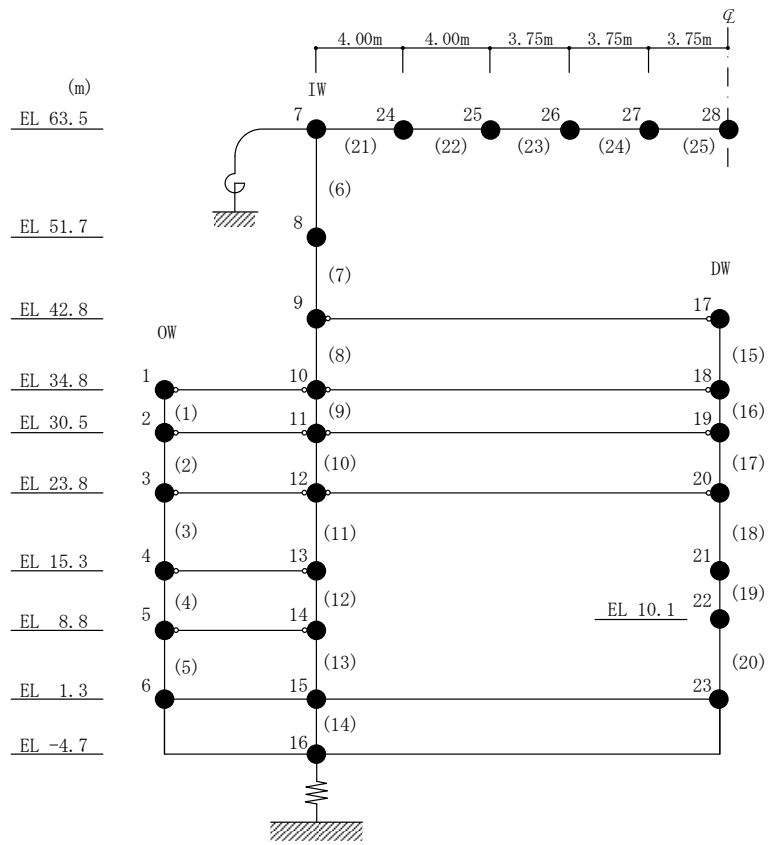 ℄
4.00m 4.00m 3.75m 3.75m 3.75m
(m)
IW
EL 63.5 7 24 25 26 27 28
(21) (22) (23) (24) (25)
(6)
EL 51.7 8
(7)
DW
EL 42.8 9 17
OW
(8) (15)
EL 34.8 1 10 18
(1) (9) (16)
EL 30.5 2 11 19
(2) (10) (17)
EL 23.8 3 12 20
(3) (11) (18)
EL 15.3 4 13 21
(4) (12) (19)
EL 8.8 5 14 EL 10.1 22
(5) (13) (20)
EL 1.3 6 15 23
(14)
EL -4.7 16